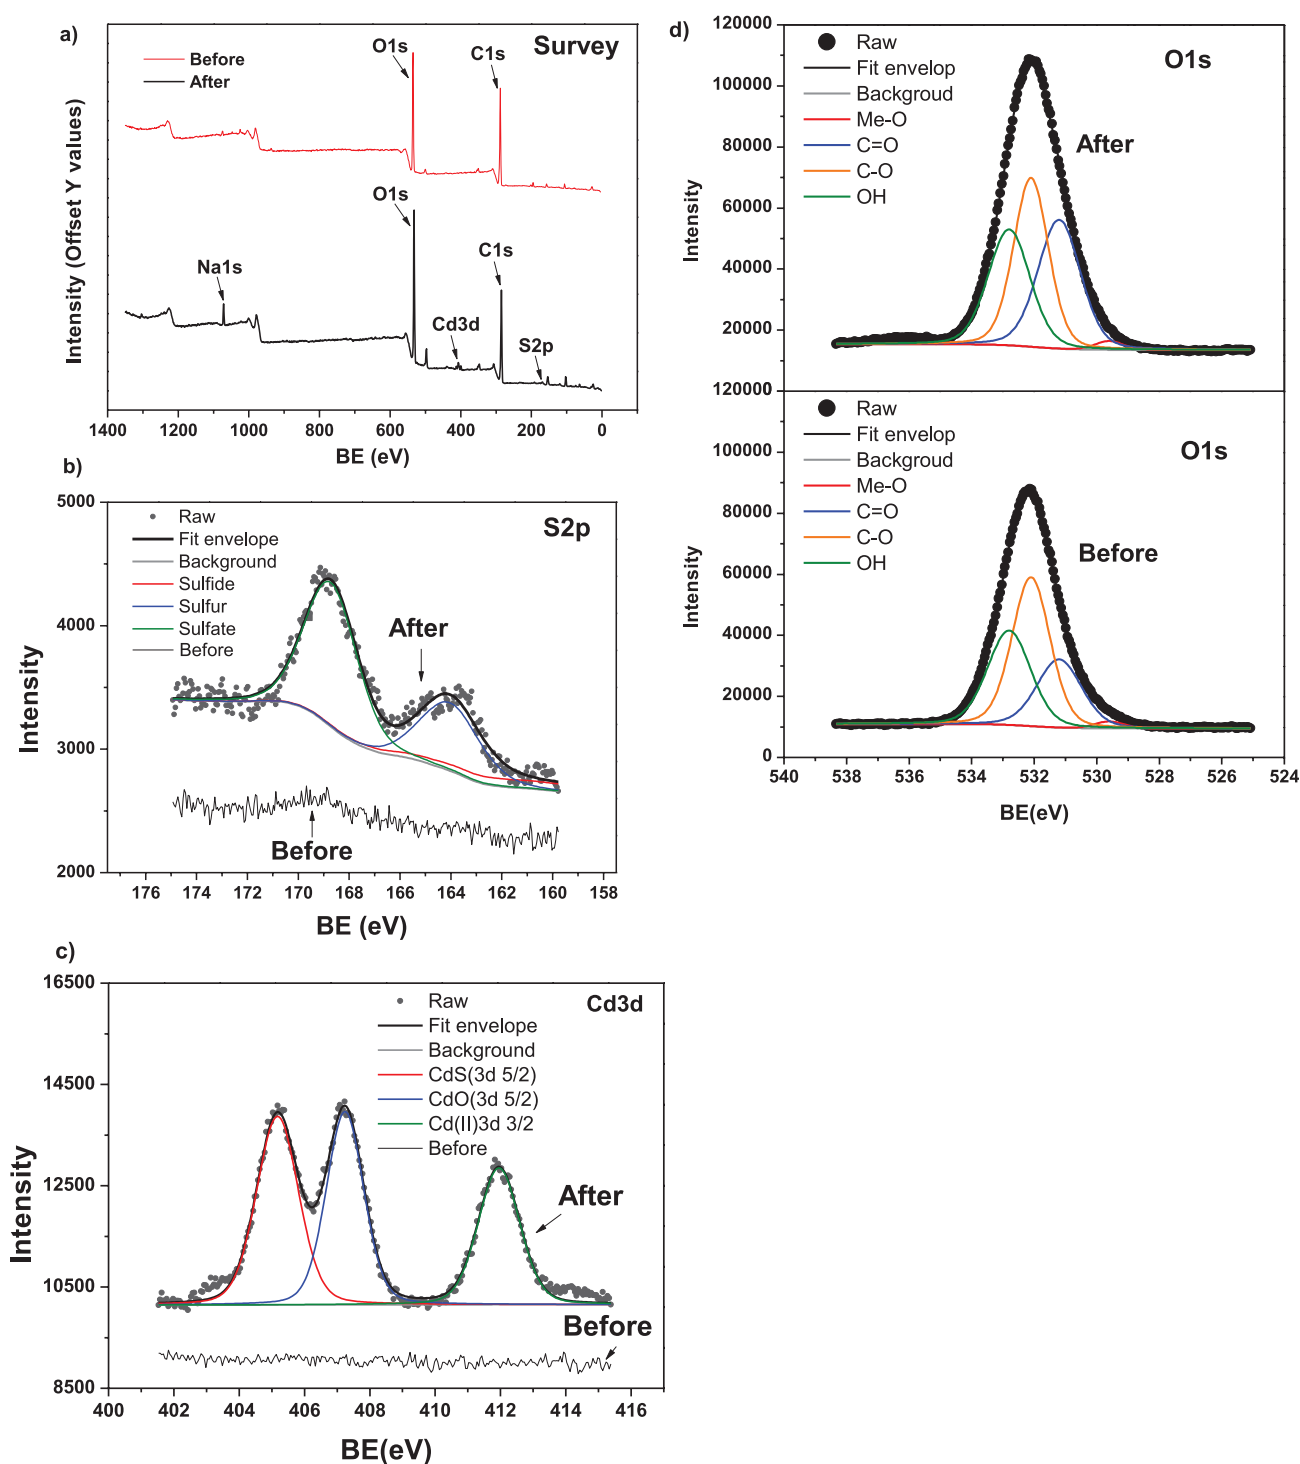 a)
Survey
Before
After
O1s
C1s
O1s
C1s
Na1s
Cd3d
S2p
Intensity (Offset Y values)
1400 1200 1000 800 600 400 200 0
BE (eV)
b)
5000
4000
3000
2000
Raw
Fit envelope
Background
Sulfide
Sulfur
Sulfate
Before
S2p
After
Before
Intensity
176 174 172 170 168 166 164 162 160 158
BE (eV)
c)
16500
14500
12500
10500
8500
Raw
Fit envelope
Background
CdS(3d 5/2)
CdO(3d 5/2)
Cd(II)3d 3/2
Before
Cd3d
After
Before
Intensity
400 402 404 406 408 410 412 414 416
BE(eV)
d)
120000
100000
80000
60000
40000
20000
0
Raw
Fit envelop
Backgroud
Me-O
C=O
C-O
OH
O1s
After
Intensity
120000
100000
80000
60000
40000
20000
0
Raw
Fit envelop
Backgroud
Me-O
C=O
C-O
OH
O1s
Before
Intensity
540 538 536 534 532 530 528 526 524
BE(eV)